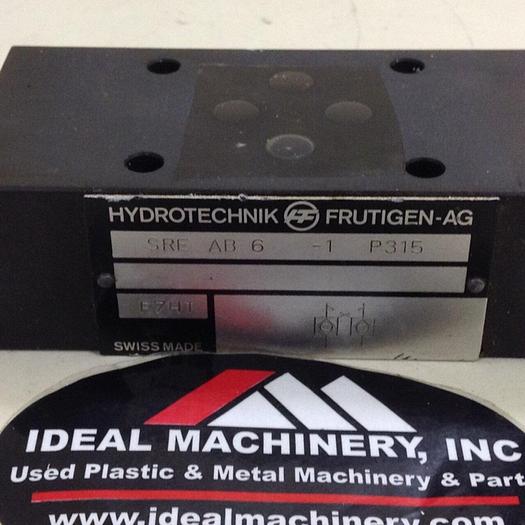 HYDROTECHNIK HF FRUTIGEN-AG
SRE AB 6 -1 P315
E7H1
SWISS MADE
IDEAL MACHINERY, INC
Used Plastic & Metal Machinery & Part
www.idealmachinery.com